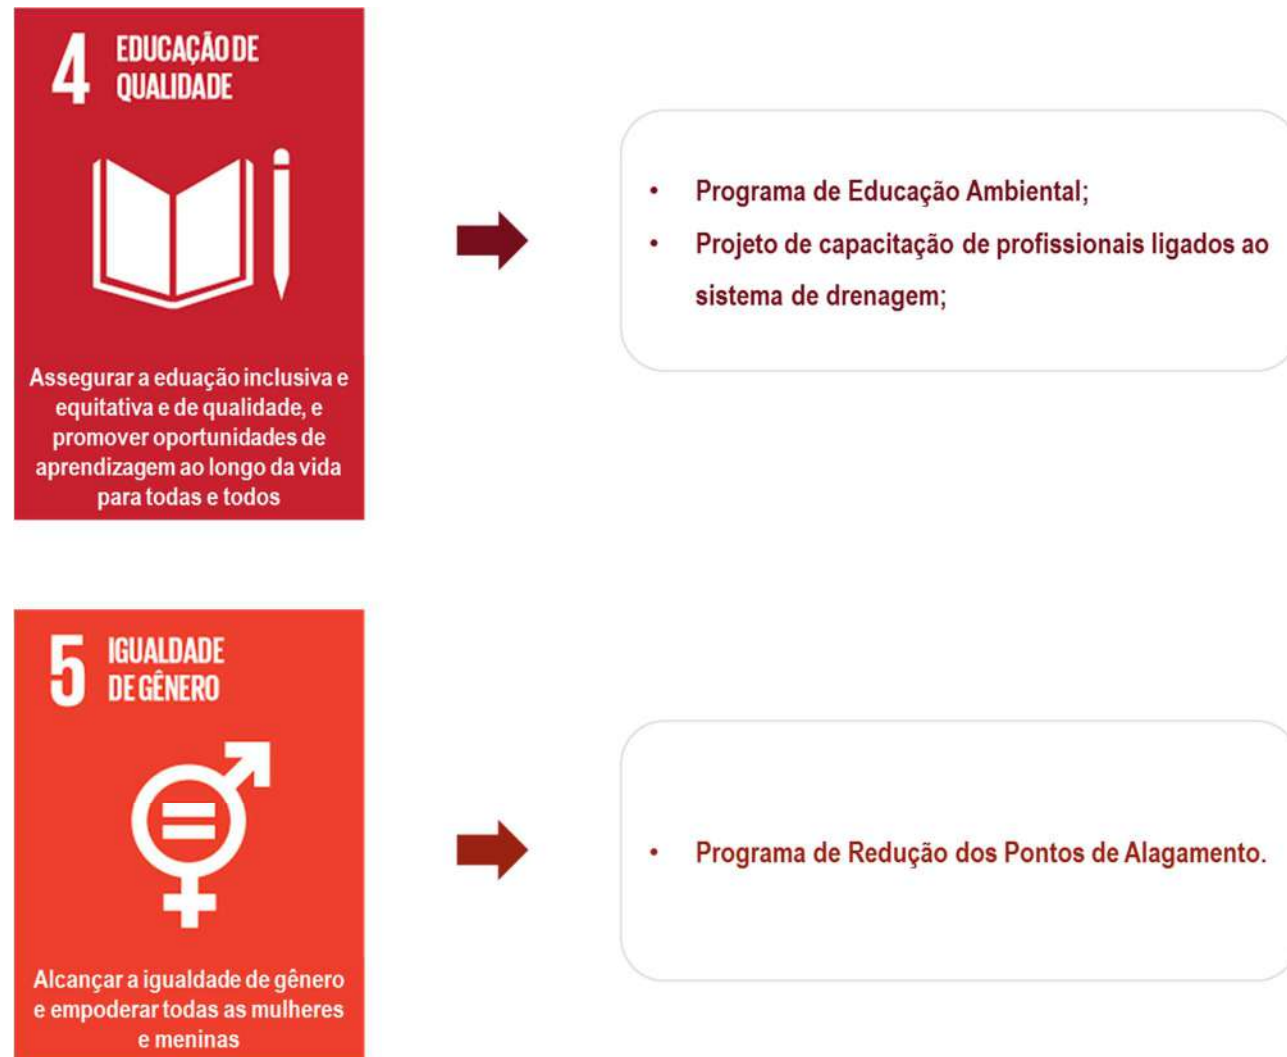 4 EDUCAÇÃO DE
QUALIDADE
Assegurar a eduação inclusiva e
equitativa e de qualidade, e
promover oportunidades de
aprendizagem ao longo da vida
para todas e todos
• Programa de Educação Ambiental;
• Projeto de capacitação de profissionais ligados ao
sistema de drenagem;
5 IGUALDADE
DE GÊNERO
Alcançar a igualdade de gênero
e empoderar todas as mulheres
e meninas
• Programa de Redução dos Pontos de Alagamento.